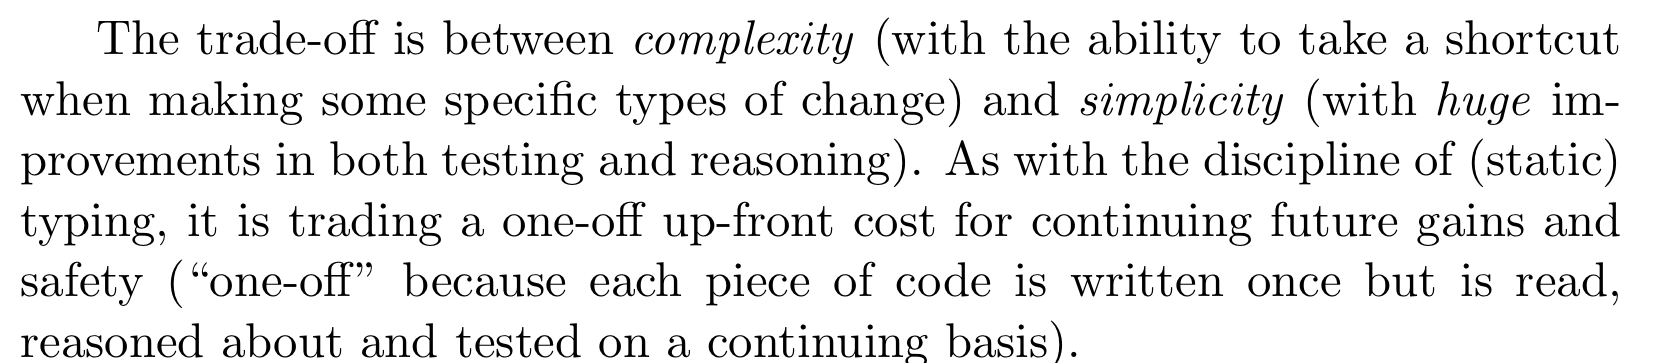 The trade-off is between complexity (with the ability to take a shortcut
when making some specific types of change) and simplicity (with huge im-
provements in both testing and reasoning). As with the discipline of (static)
typing, it is trading a one-off up-front cost for continuing future gains and
safety (“one-off” because each piece of code is written once but is read,
reasoned about and tested on a continuing basis).